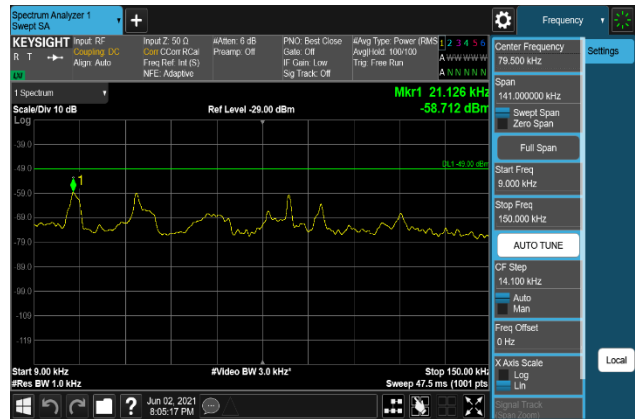 Spectrum Analyzer 1
Swept SA
+
Frequency
KEYSIGHT
R T
LW
Input: RF
Coupling: DC
Align: Auto
Input Z: 50 Ω
Corr CCorr RCal
Freq Ref: Int (S)
NFE: Adaptive
#Atten: 6 dB
Preamp: Off
PNO: Best Close
Gate: Off
IF Gain: Low
Sig Track: Off
#Avg Type: Power (RMS
Avg|Hold: 100/100
Trig: Free Run
1 2 3 4 5 6
A W W W W W
A N N N N N
1 Spectrum
Scale/Div 10 dB
Log
Ref Level -29.00 dBm
Mkr1 21.126 kHz
-58.712 dBm
-39.0
-49.0
-59.0
-69.0
-79.0
-89.0
-99.0
-109
-119
DL1 -49.00 dBm
1
Start 9.00 kHz
#Res BW 1.0 kHz
#Video BW 3.0 kHz*
Stop 150.00 kHz
Sweep 47.5 ms (1001 pts
Center Frequency
79.500 kHz
Settings
Span
141.000000 kHz
Swept Span
Zero Span
Full Span
Start Freq
9.000 kHz
Stop Freq
150.000 kHz
AUTO TUNE
CF Step
14.100 kHz
Auto
Man
Freq Offset
0 Hz
X Axis Scale
Log
Lin
Signal Track
(Span Zoom)
Local
?
Jun 02, 2021
8:05:17 PM